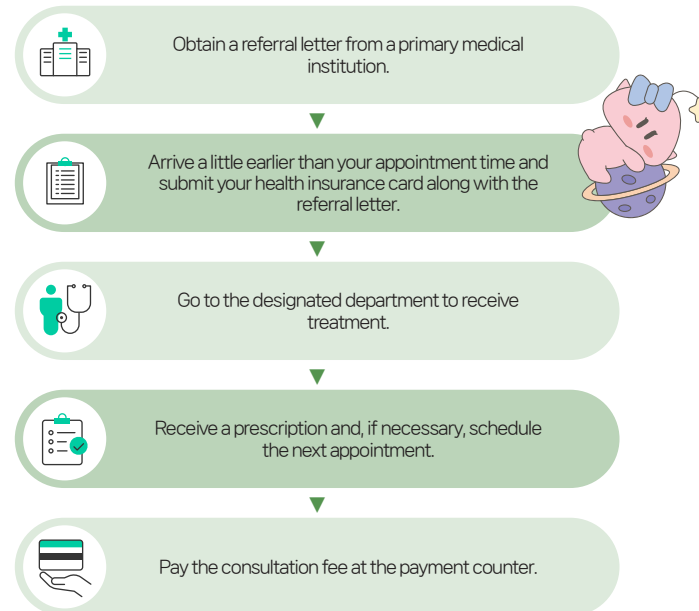 Obtain a referral letter from a primary medical
institution.
Arrive a little earlier than your appointment time and
submit your health insurance card along with the
referral letter.
Go to the designated department to receive
treatment.
Receive a prescription and, if necessary, schedule
the next appointment.
Pay the consultation fee at the payment counter.